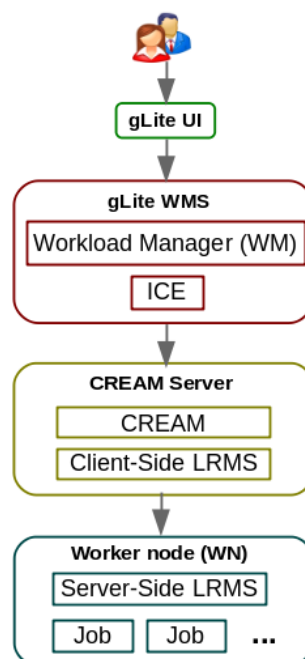 gLite UI
gLite WMS
Workload Manager (WM)
ICE
CREAM Server
CREAM
Client-Side LRMS
Worker node (WN)
Server-Side LRMS
Job Job ...